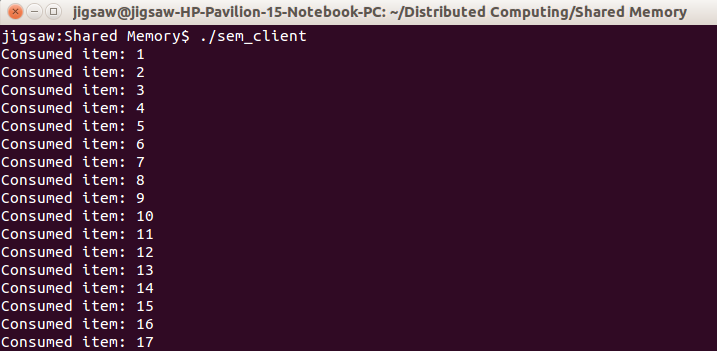 jigsaw@jigsaw-HP-Pavilion-15-Notebook-PC: ~/Distributed Computing/Shared Memory
jigsaw:Shared Memory$ ./sem_client
Consumed item: 1
Consumed item: 2
Consumed item: 3
Consumed item: 4
Consumed item: 5
Consumed item: 6
Consumed item: 7
Consumed item: 8
Consumed item: 9
Consumed item: 10
Consumed item: 11
Consumed item: 12
Consumed item: 13
Consumed item: 14
Consumed item: 15
Consumed item: 16
Consumed item: 17